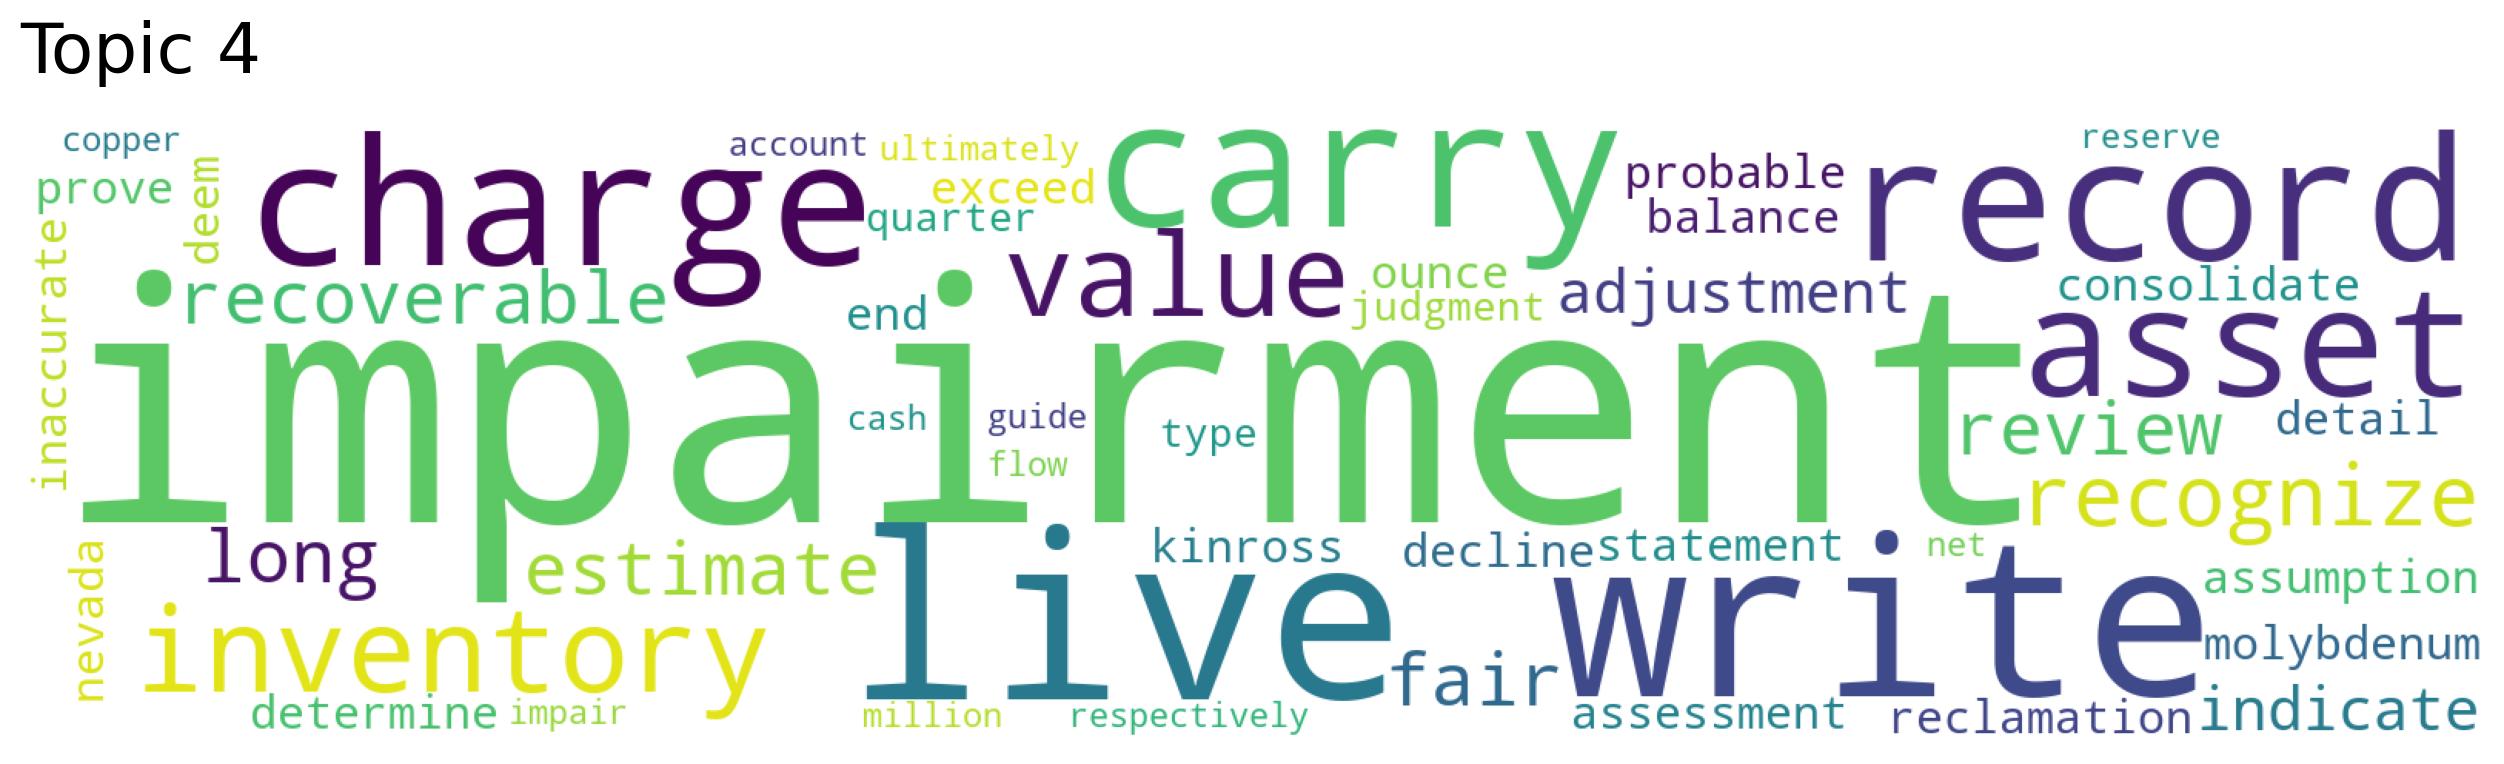 Topic 4
copper
account
ultimately
carry
reserve
prove
deem
charge
exceed
quarter
probable
balance
record
inaccurate
recoverable
end
value
ounce
judgment
adjustment
consolidate
asset
impairment
cash
guide
flow
type
review
detail
recognize
long
estimate
live
kinross
decline
statement
net
write
assumption
nevada
inventory
fair
molybdenum
determine
impair
million
respectively
assessment
reclamation
indicate